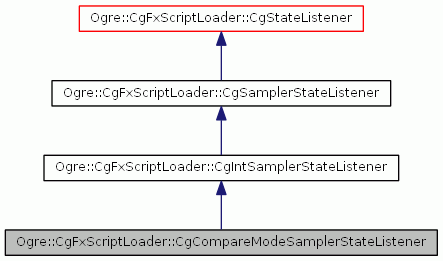 Ogre::CgFxScriptLoader::CgStateListener
Ogre::CgFxScriptLoader::CgSamplerStateListener
Ogre::CgFxScriptLoader::CgIntSamplerStateListener
Ogre::CgFxScriptLoader::CgCompareModeSamplerStateListener